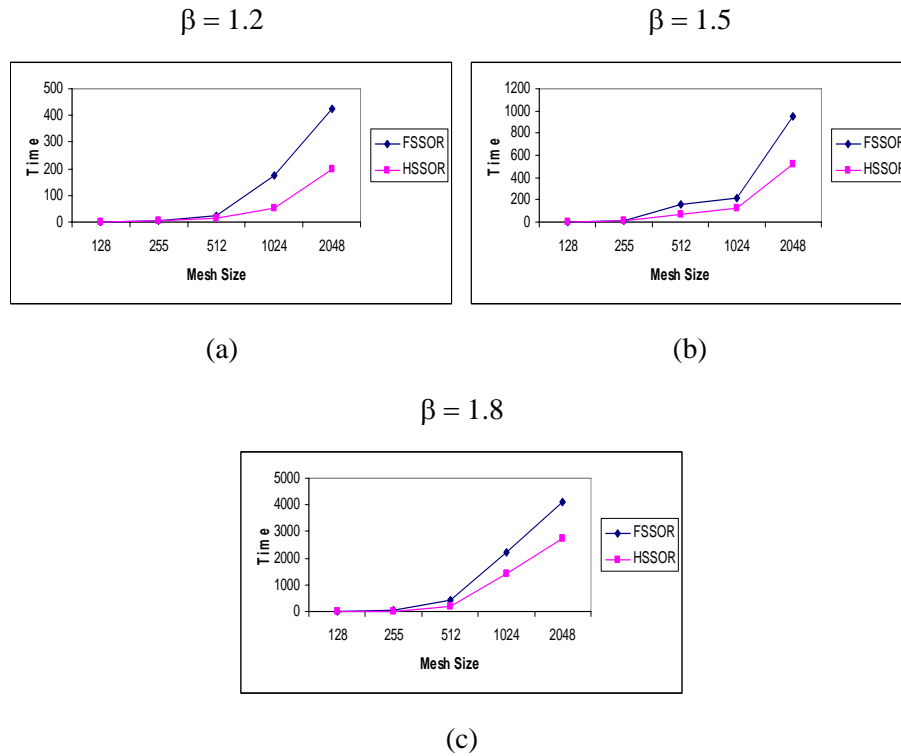 β = 1.2
500
400
300
200
100
0
128 255 512 1024 2048
Time
Mesh Size
FSSOR
HSSOR
(a)
β = 1.5
1200
1000
800
600
400
200
0
128 255 512 1024 2048
Time
Mesh Size
FSSOR
HSSOR
(b)
β = 1.8
5000
4000
3000
2000
1000
0
128 255 512 1024 2048
Time
Mesh Size
FSSOR
HSSOR
(c)